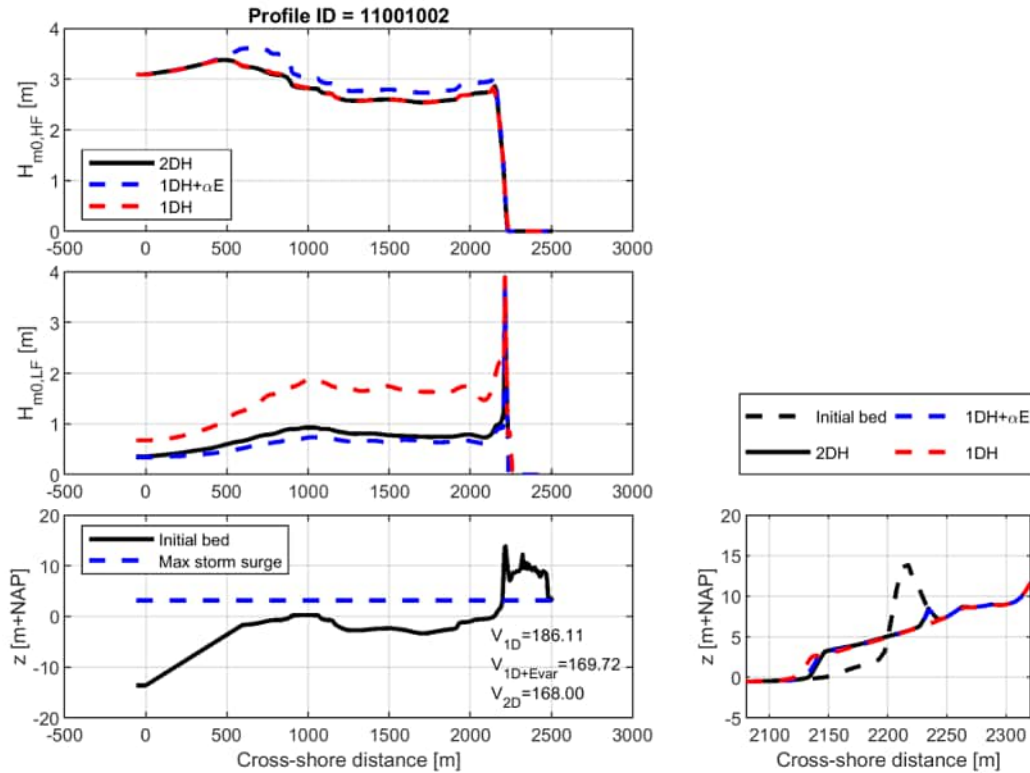 Profile ID = 11001002
4
3
2
1
0
H_m0,HF [m]
2DH
1DH+αE
1DH
-500 0 500 1000 1500 2000 2500 3000
4
3
2
1
0
H_m0,LF [m]
-500 0 500 1000 1500 2000 2500 3000
Initial bed 1DH+αE
2DH 1DH
20
10
0
-10
-20
z [m+NAP]
Initial bed
Max storm surge
V_1D=186.11
V_1D+Evar=169.72
V_2D=168.00
-500 0 500 1000 1500 2000 2500 3000
Cross-shore distance [m]
20
15
10
5
0
-5
z [m+NAP]
2100 2150 2200 2250 2300
Cross-shore distance [m]